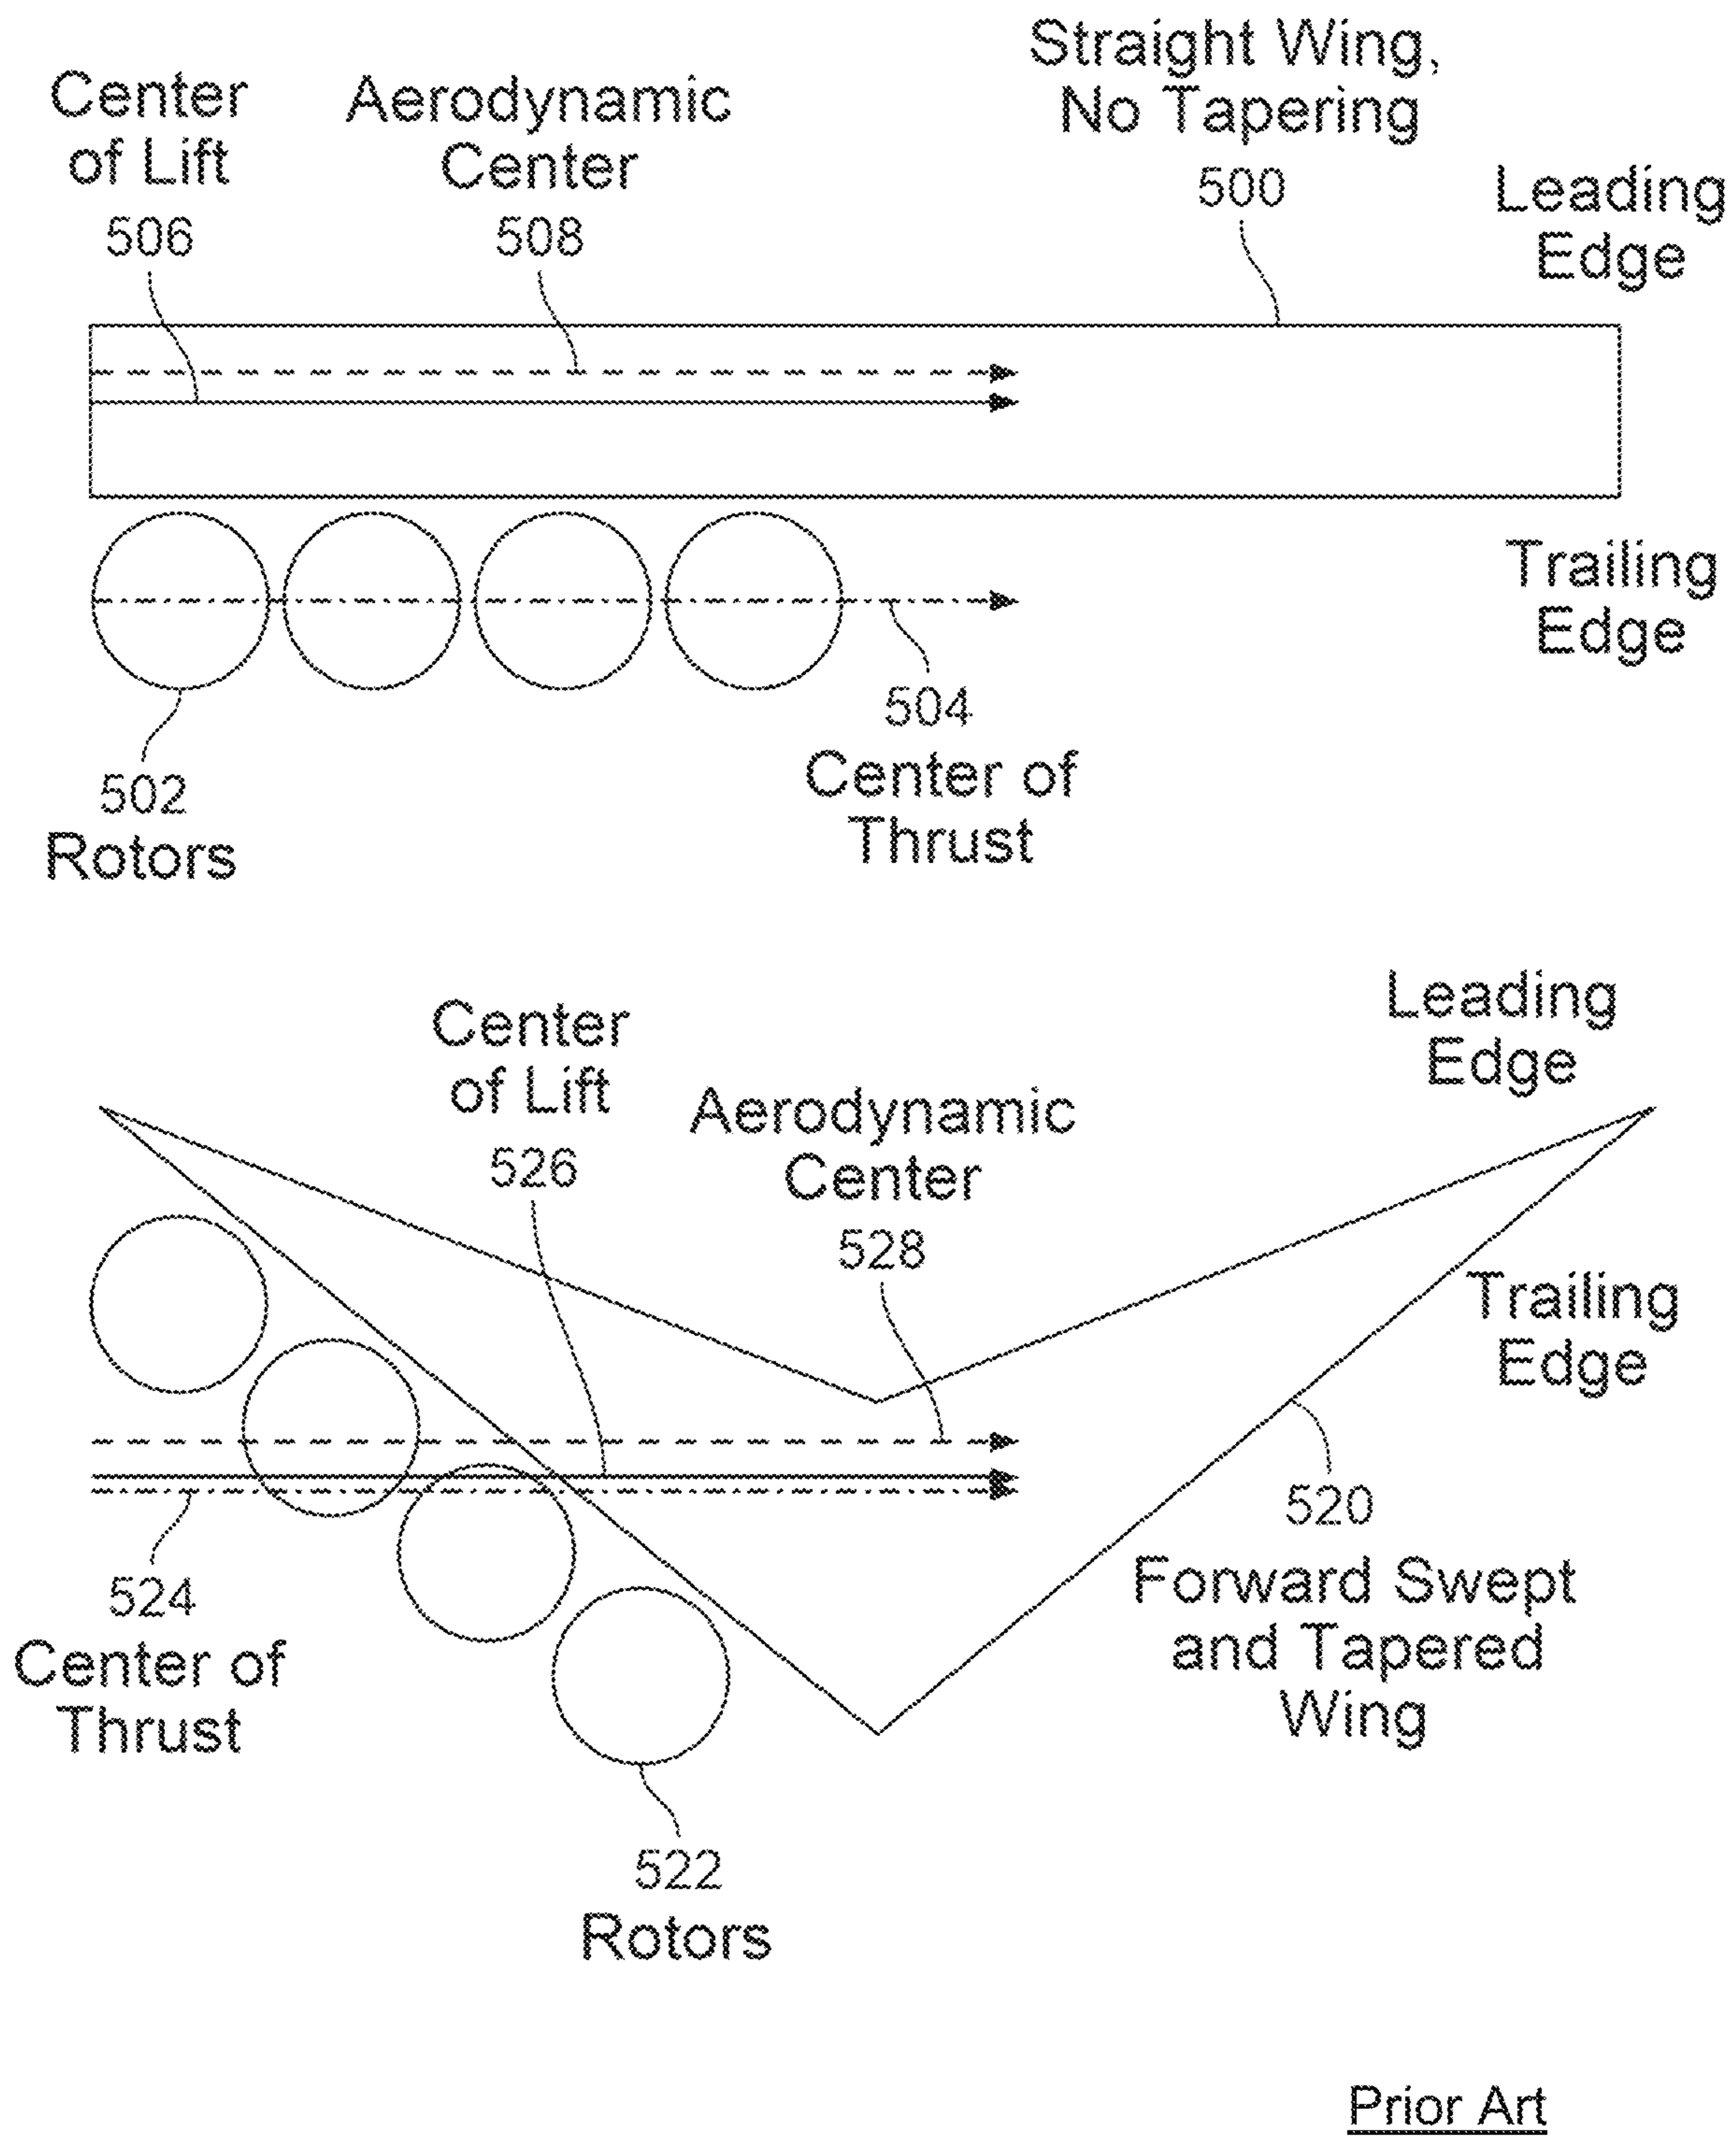 Straight Wing,
No Tapering
500
Center
of Lift
506
Aerodynamic
Center
508
Leading
Edge
Trailing
Edge
504
Center of
Thrust
502
Rotors
Leading
Edge
Center
of Lift
526
Aerodynamic
Center
528
Trailing
Edge
520
Forward Swept
and Tapered
Wing
524
Center of
Thrust
522
Rotors
Prior Art